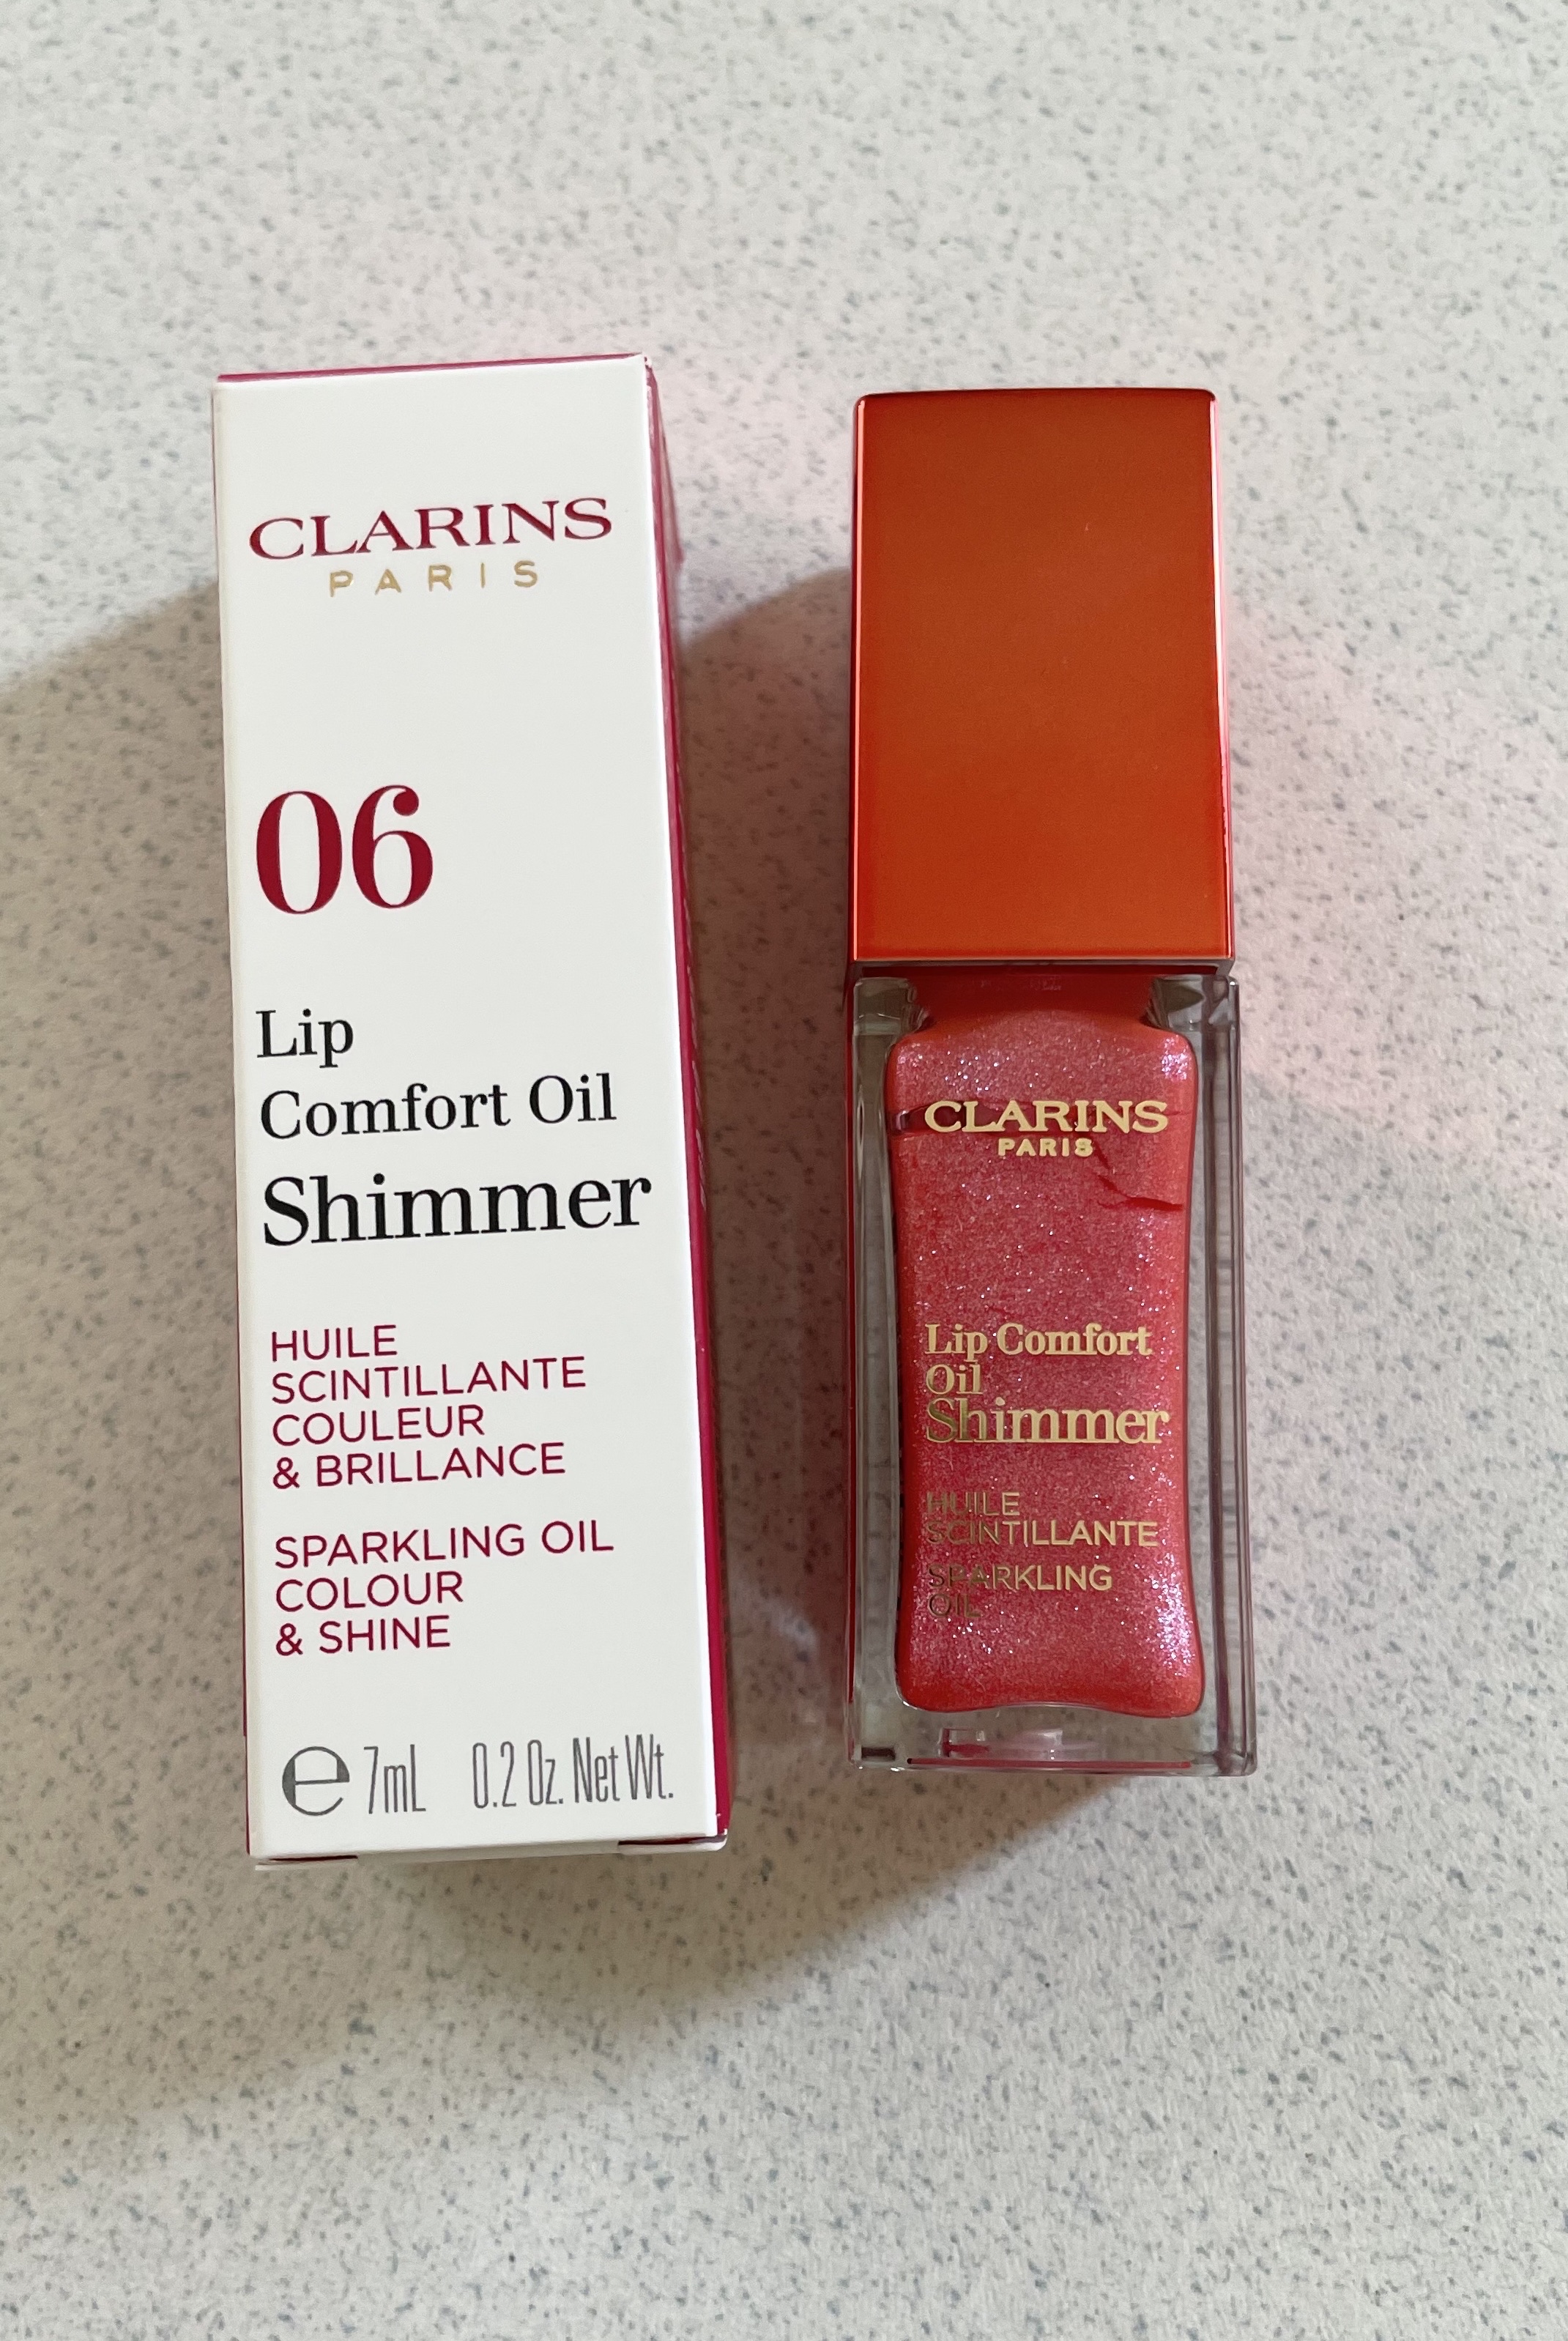 CLARINS
PARIS
06
Lip
Comfort Oil
Shimmer
HUILE
SCINTILLANTE
COULEUR
& BRILLANCE
SPARKLING OIL
COLOUR
& SHINE
℮ 7mL 0.2 Oz. Net Wt.
CLARINS
PARIS
Lip Comfort
Oil
Shimmer
HUILE
SCINTILLANTE
SPARKLING
OIL